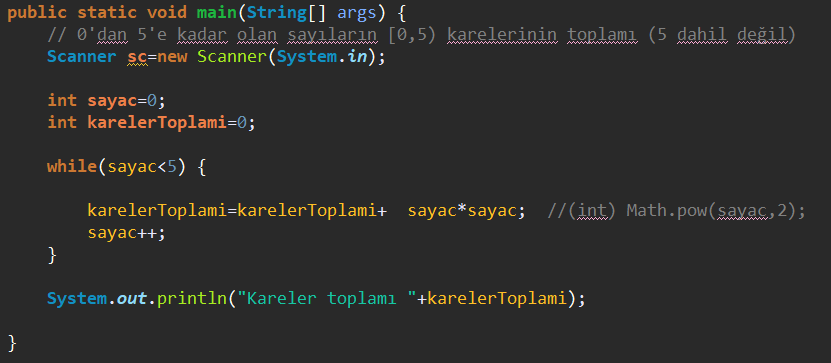 public static void main(String[] args) {
// 0'dan 5'e kadar olan sayıların [0,5) karelerinin toplamı (5 dahil değil)
Scanner sc=new Scanner(System.in);
int sayac=0;
int karelerToplami=0;
while(sayac<5) {
karelerToplami=karelerToplami+  sayac*sayac;  //(int) Math.pow(sayac,2);
sayac++;
}
System.out.println("Kareler toplamı "+karelerToplami);
}